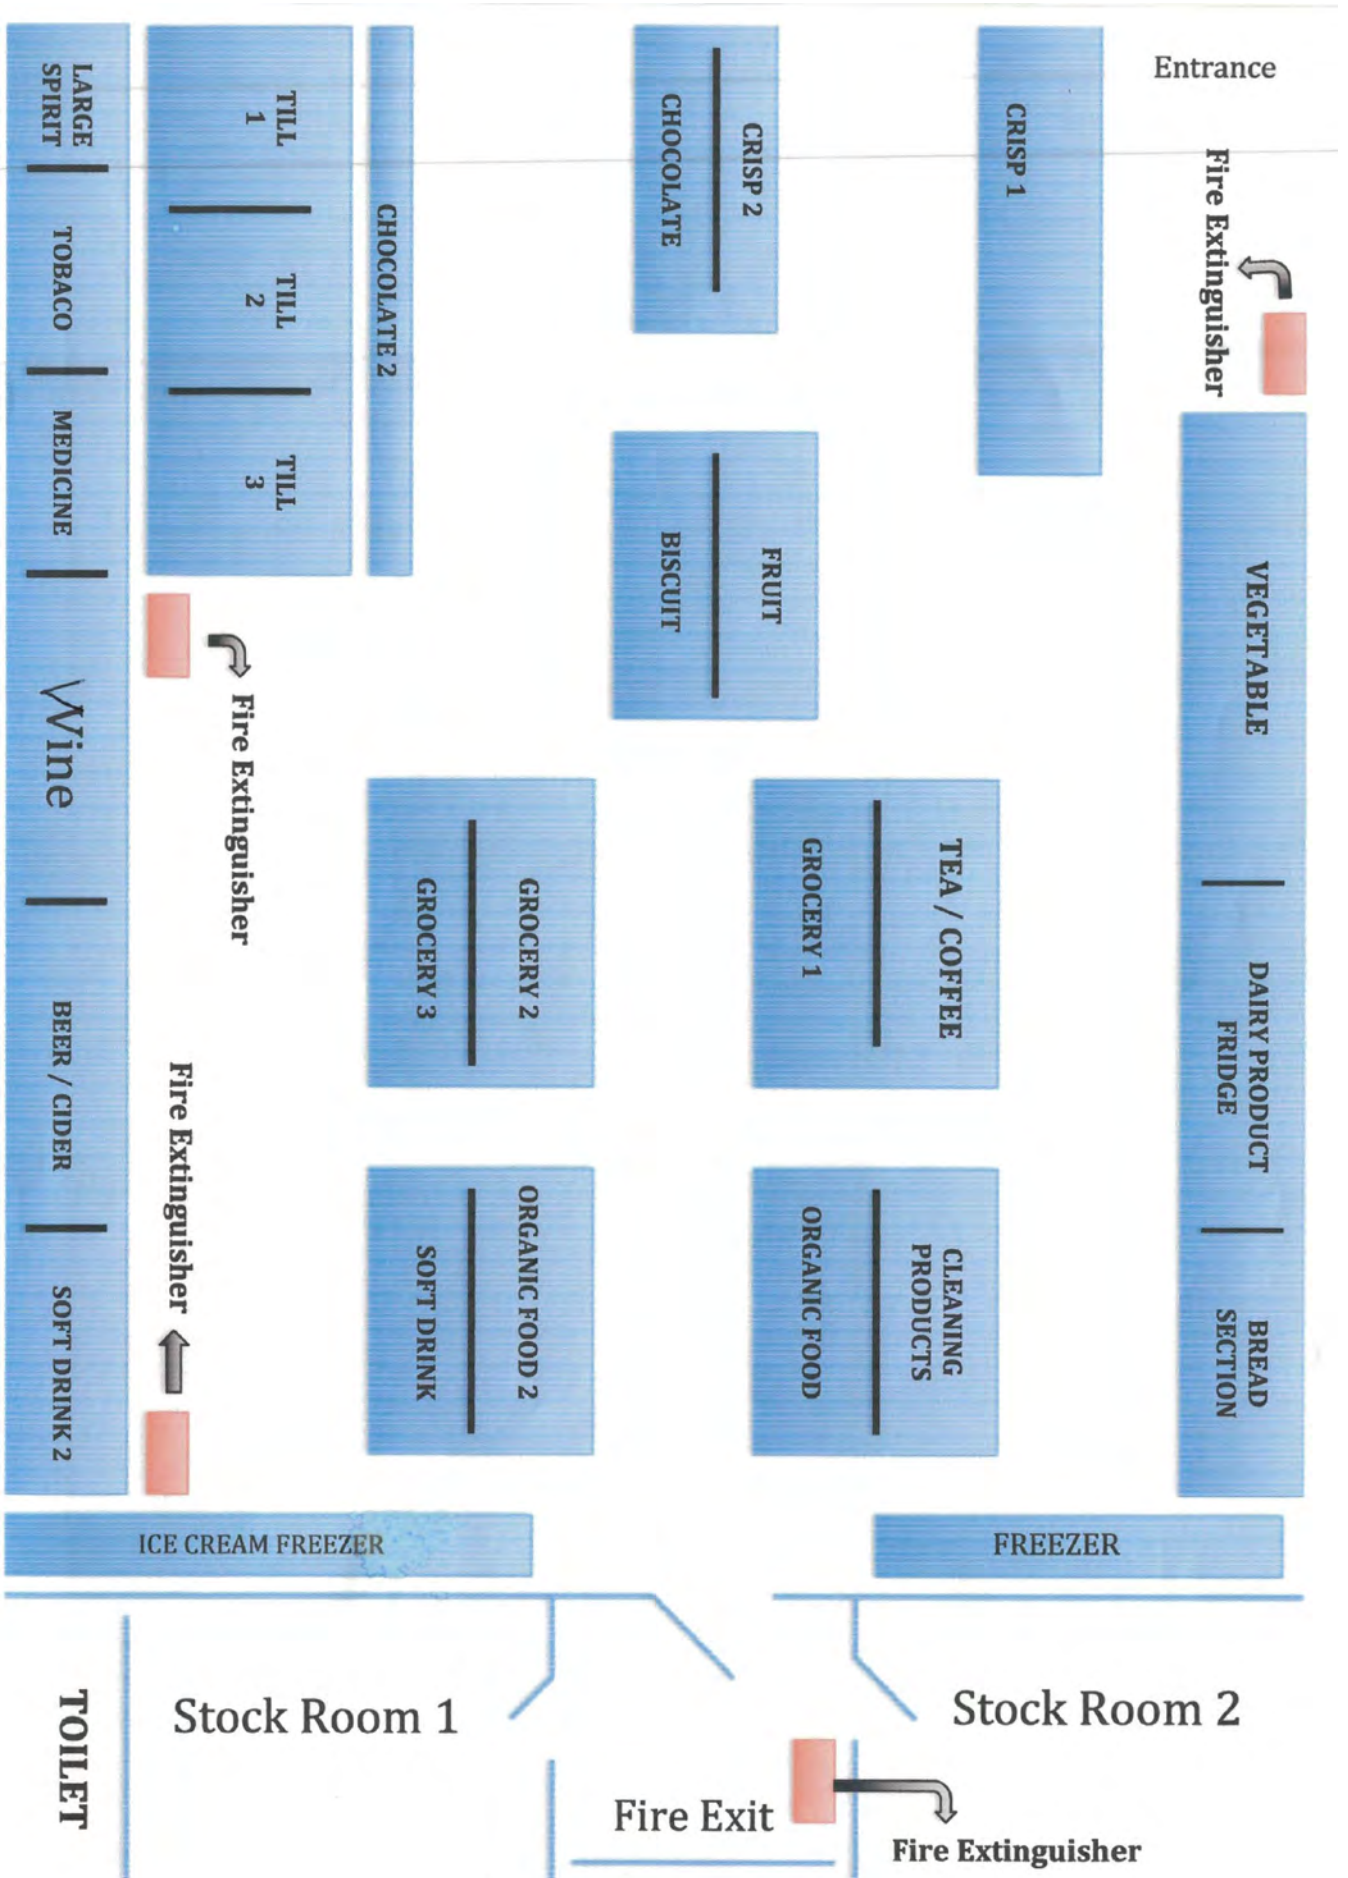 Entrance
LARGE
SPIRIT
TILL
1
CHOCOLATE 2
CRISP 2
CHOCOLATE
CRISP 1
Fire Extinguisher
TOBACO
TILL
2
MEDICINE
TILL
3
FRUIT
BISCUIT
VEGETABLE
Wine
Fire Extinguisher
GROCERY 2
GROCERY 3
TEA / COFFEE
GROCERY 1
DAIRY PRODUCT
FRIDGE
BEER / CIDER
Fire Extinguisher
ORGANIC FOOD 2
SOFT DRINK
CLEANING
PRODUCTS
ORGANIC FOOD
BREAD
SECTION
SOFT DRINK 2
ICE CREAM FREEZER
FREEZER
TOILET
Stock Room 1
Stock Room 2
Fire Exit
Fire Extinguisher